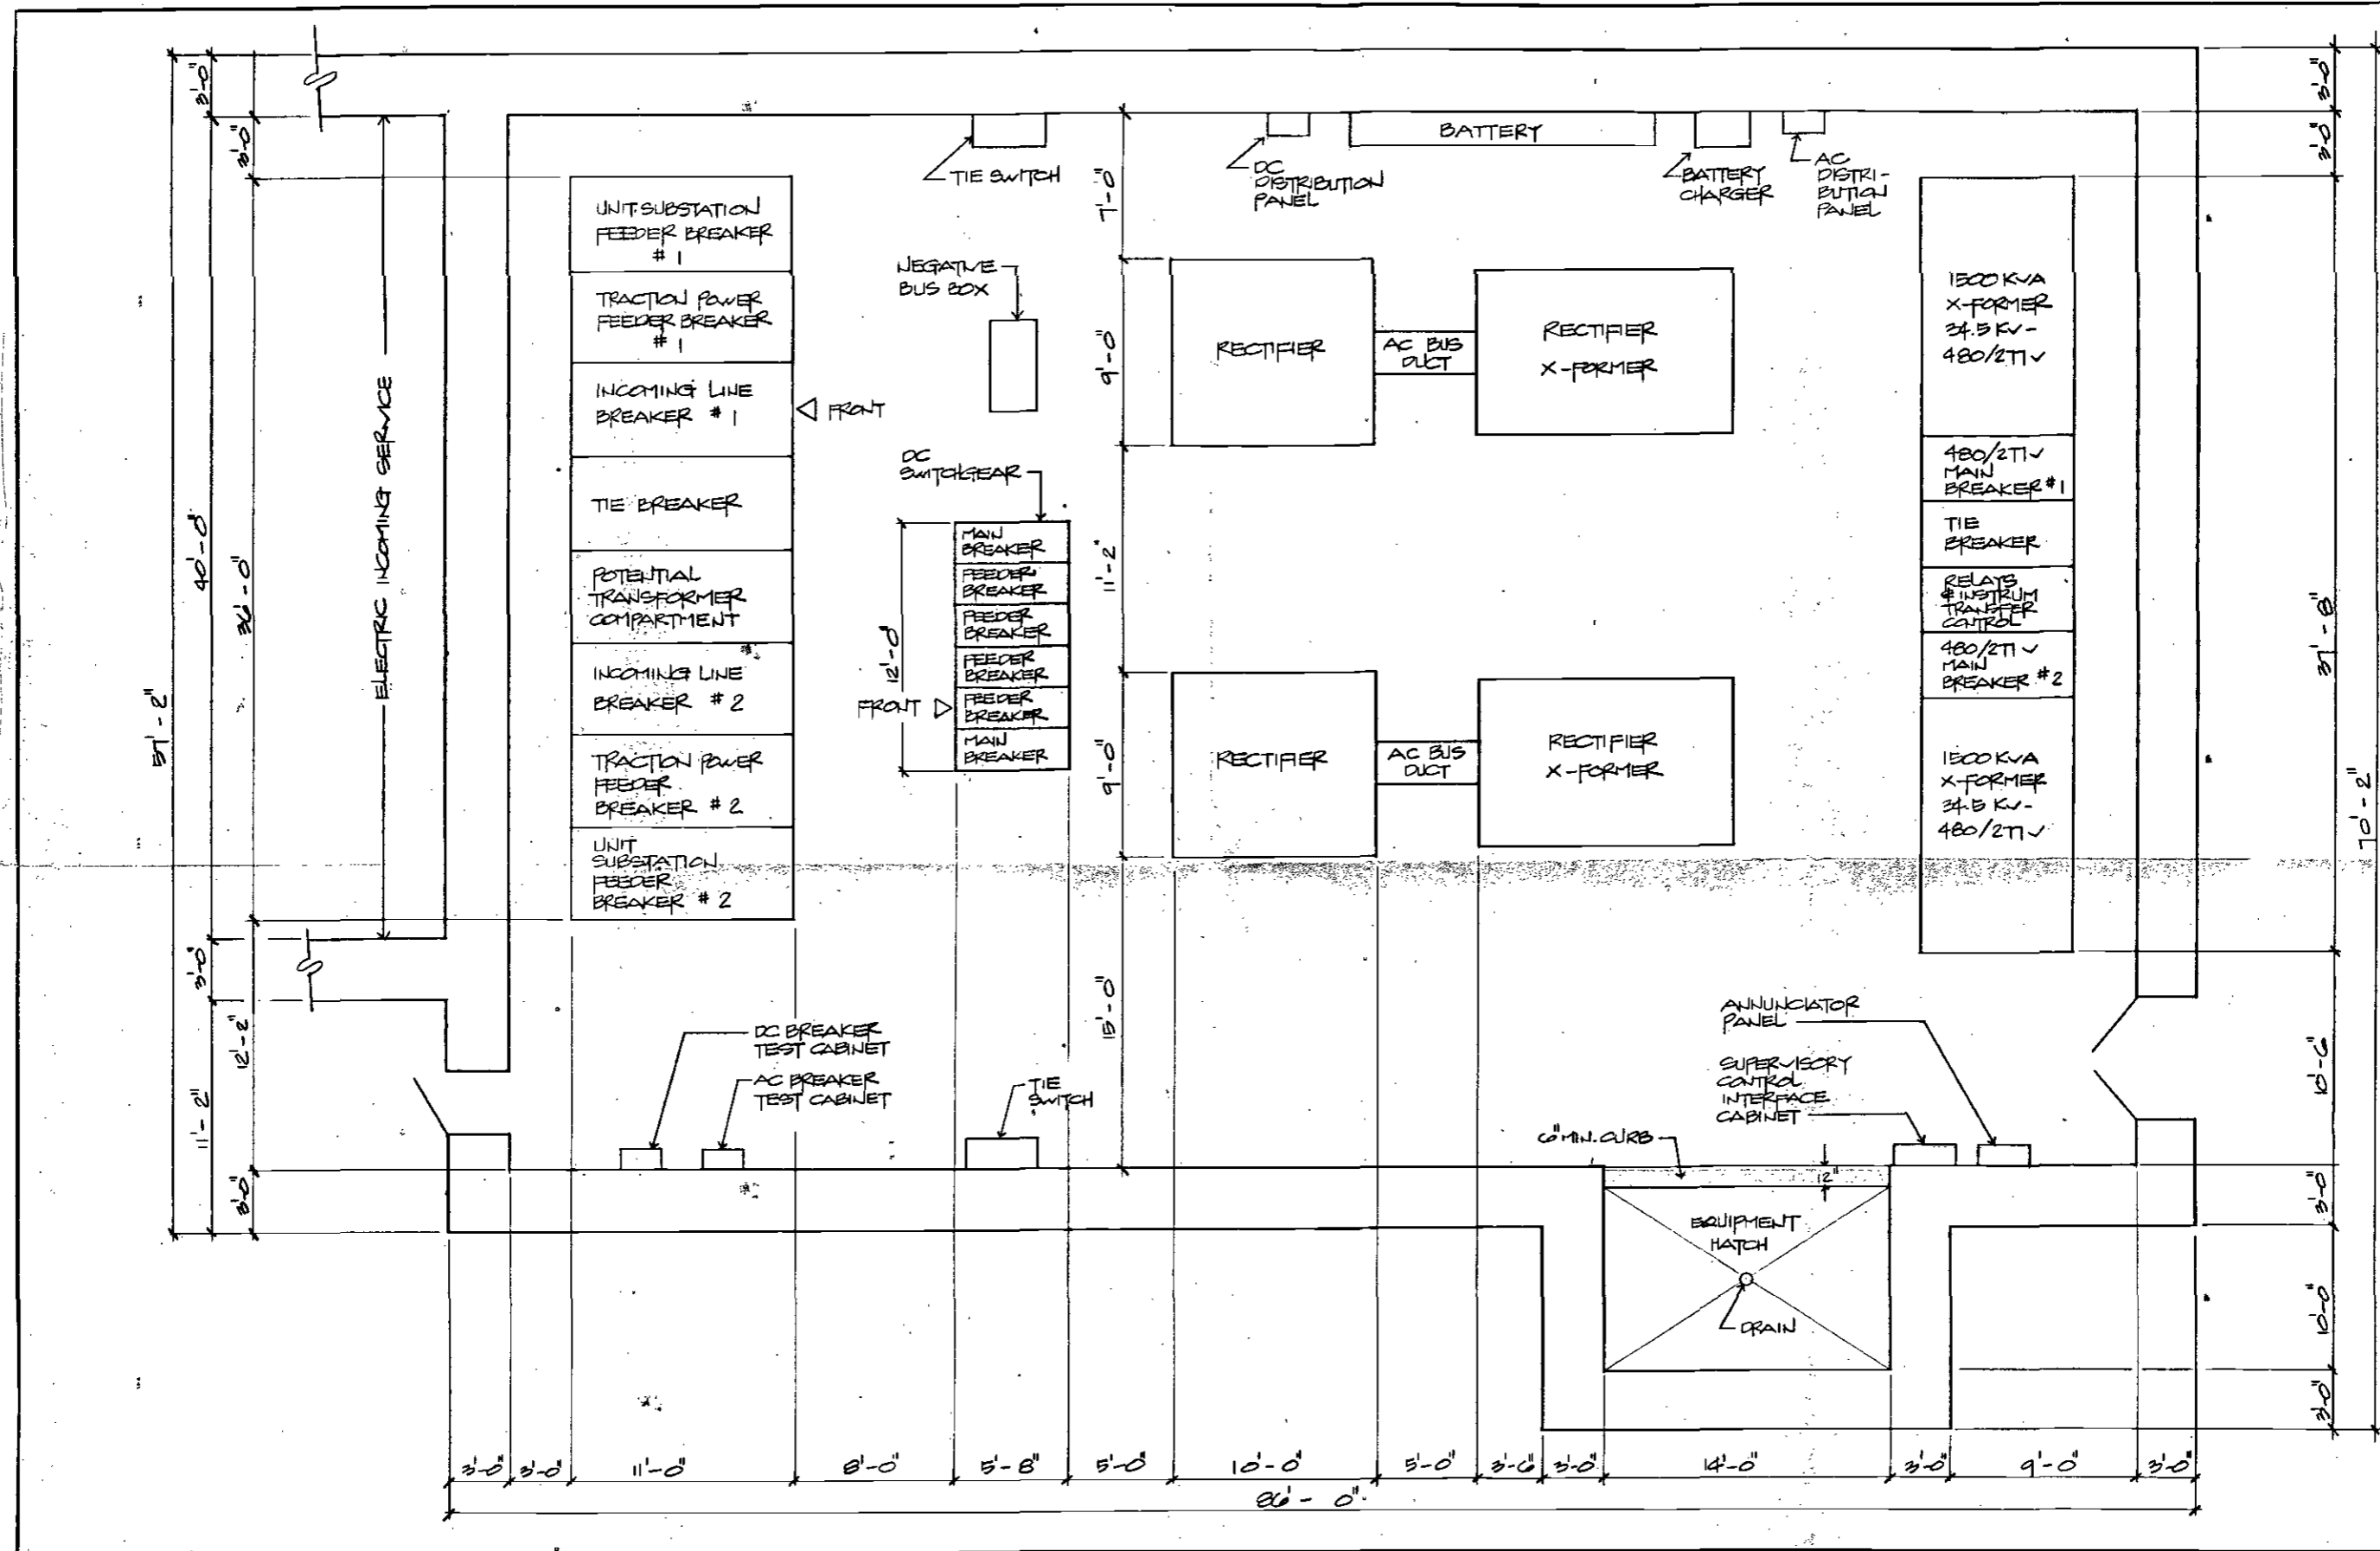 3'-0"
3'-0"
40'-0"
36'-0"
57'-2"
3'-0"
12'-2"
11'-2"
3'-0"
ELECTRIC INCOMING SERVICE
UNIT SUBSTATION
FEEDER BREAKER
# 1
TRACTION POWER
FEEDER BREAKER
# 1
INCOMING LINE
BREAKER # 1
TIE BREAKER
POTENTIAL
TRANSFORMER
COMPARTMENT
INCOMING LINE
BREAKER # 2
TRACTION POWER
FEEDER
BREAKER # 2
UNIT
SUBSTATION
FEEDER
BREAKER # 2
FRONT
TIE SWITCH
NEGATIVE
BUS BOX
DC
SWITCHGEAR
MAIN
BREAKER
FEEDER
BREAKER
FEEDER
BREAKER
FEEDER
BREAKER
FEEDER
BREAKER
MAIN
BREAKER
12'-0"
FRONT
7'-0"
9'-0"
11'-2"
9'-0"
15'-0"
DC
DISTRIBUTION
PANEL
BATTERY
BATTERY
CHARGER
AC
DISTRI-
BUTION
PANEL
RECTIFIER
AC BUS
DUCT
RECTIFIER
X-FORMER
RECTIFIER
AC BUS
DUCT
RECTIFIER
X-FORMER
1500 KVA
X-FORMER
34.5 KV-
480/277V
480/277V
MAIN
BREAKER #1
TIE
BREAKER
RELAYS
& INSTRUM
TRANSFER
CONTROL
480/277V
MAIN
BREAKER #2
1500 KVA
X-FORMER
34.5 KV-
480/277V
3'-0"
3'-0"
37'-8"
70'-2"
10'-6"
3'-0"
10'-0"
3'-0"
DC BREAKER
TEST CABINET
AC BREAKER
TEST CABINET
TIE
SWITCH
ANNUNCIATOR
PANEL
SUPERVISORY
CONTROL
INTERFACE
CABINET
6" MIN. CURB
12"
EQUIPMENT
HATCH
DRAIN
3'-0" 3'-0" 11'-0" 8'-0" 5'-8" 5'-0" 10'-0" 5'-0" 3'-6" 3'-0" 14'-0" 3'-0" 9'-0" 3'-0"
86'- 0"